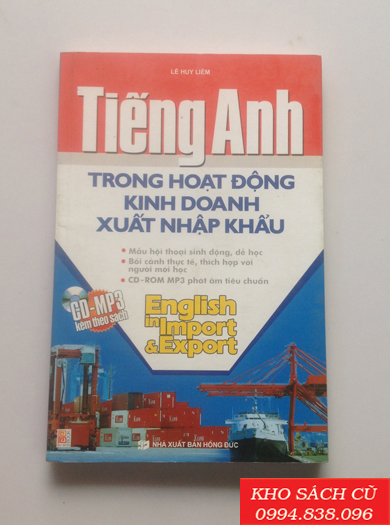 LÊ HUY LIÊM
Tiếng Anh
TRONG HOẠT ĐỘNG
KINH DOANH
XUẤT NHẬP KHẨU
• Mẫu hội thoại sinh động, dễ học
• Bối cảnh thực tế, thích hợp với
người mới học
• CD-ROM MP3 phát âm tiêu chuẩn
CD-MP3
kèm theo sách
English
in Import
& Export
NHÀ XUẤT BẢN HỒNG ĐỨC
KHO SÁCH CŨ
0994.838.096